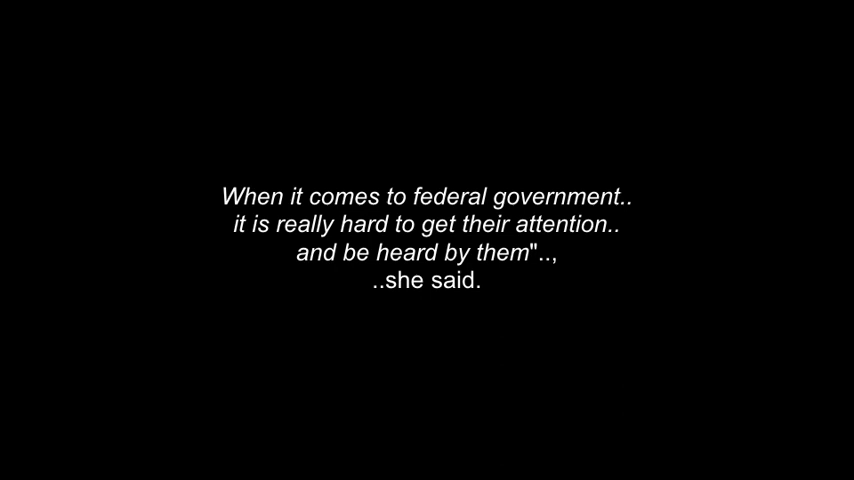 When it comes to federal government..
it is really hard to get their attention..
and be heard by them"..,
..she said.